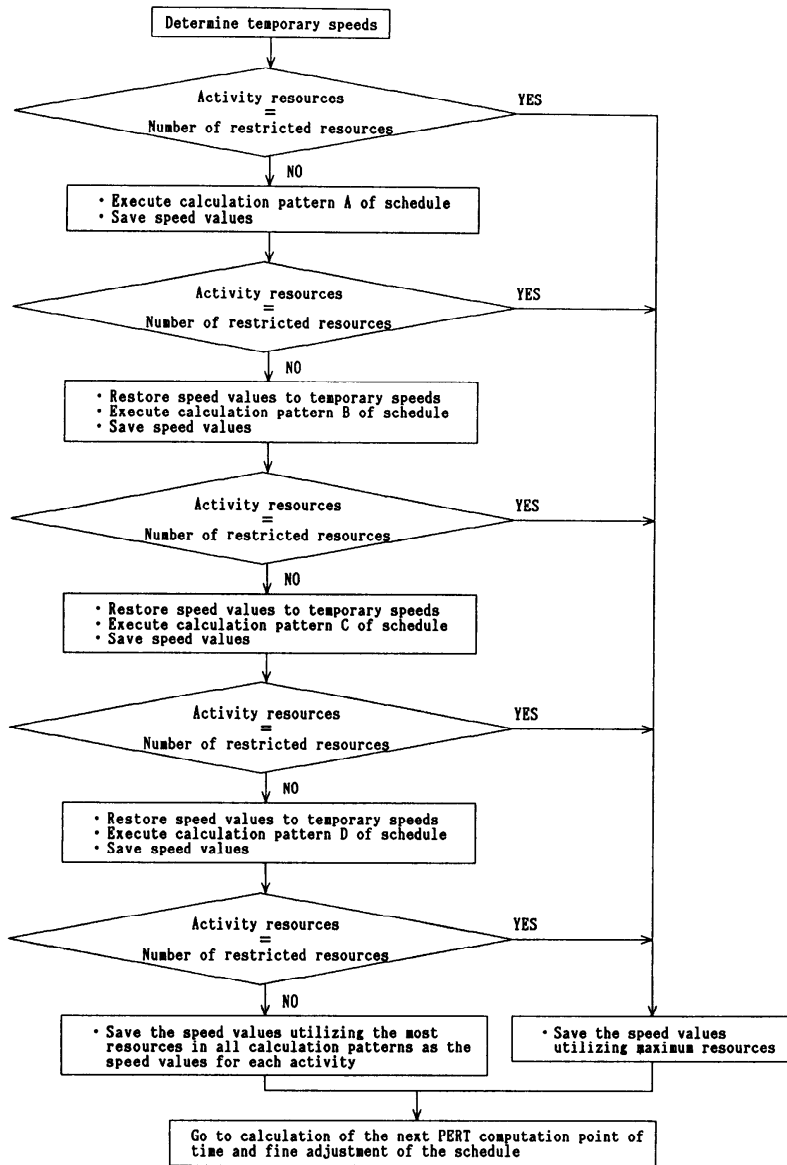 Determine temporary speeds
Activity resources
=
Number of restricted resources
YES
NO
・Execute calculation pattern A of schedule
・Save speed values
Activity resources
=
Number of restricted resources
YES
NO
・Restore speed values to temporary speeds
・Execute calculation pattern B of schedule
・Save speed values
Activity resources
=
Number of restricted resources
YES
NO
・Restore speed values to temporary speeds
・Execute calculation pattern C of schedule
・Save speed values
Activity resources
=
Number of restricted resources
YES
NO
・Restore speed values to temporary speeds
・Execute calculation pattern D of schedule
・Save speed values
Activity resources
=
Number of restricted resources
YES
NO
・Save the speed values utilizing the most
resources in all calculation patterns as the
speed values for each activity
・Save the speed values
utilizing maximum resources
Go to calculation of the next PERT computation point of
time and fine adjustment of the schedule